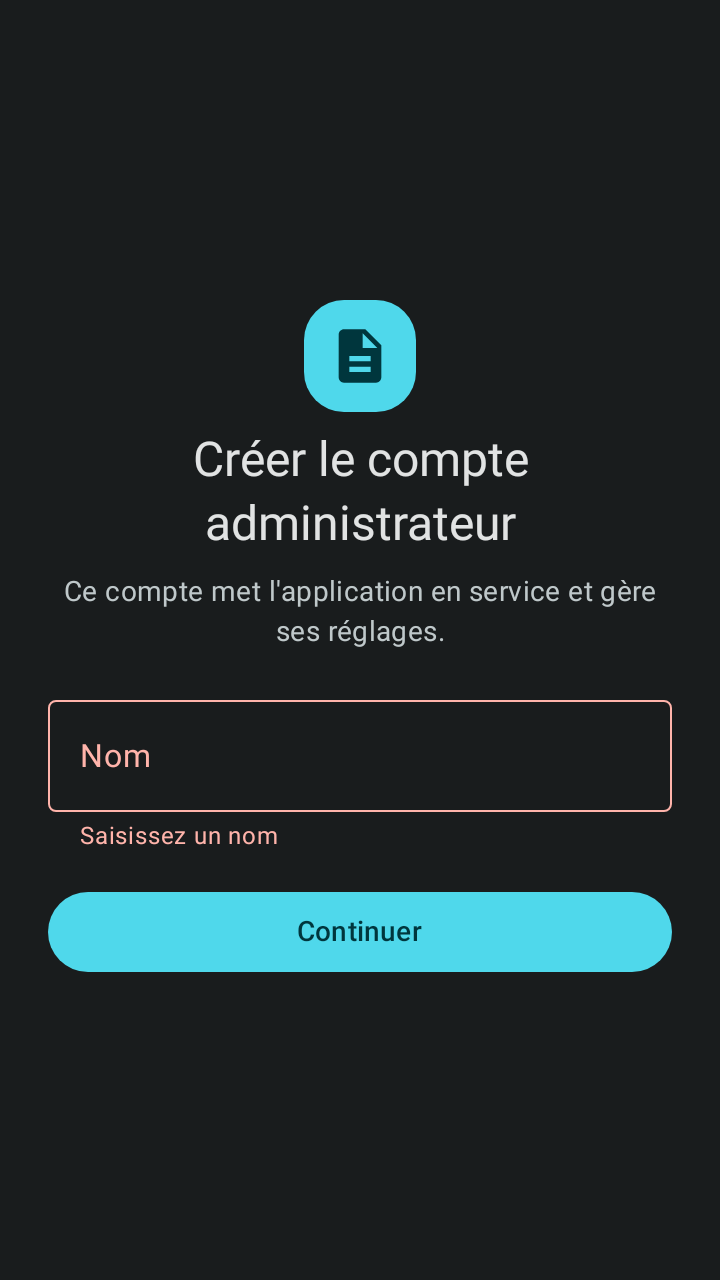 Créer le compte
administrateur
Ce compte met l'application en service et gère
ses réglages.
Nom
Saisissez un nom
Continuer